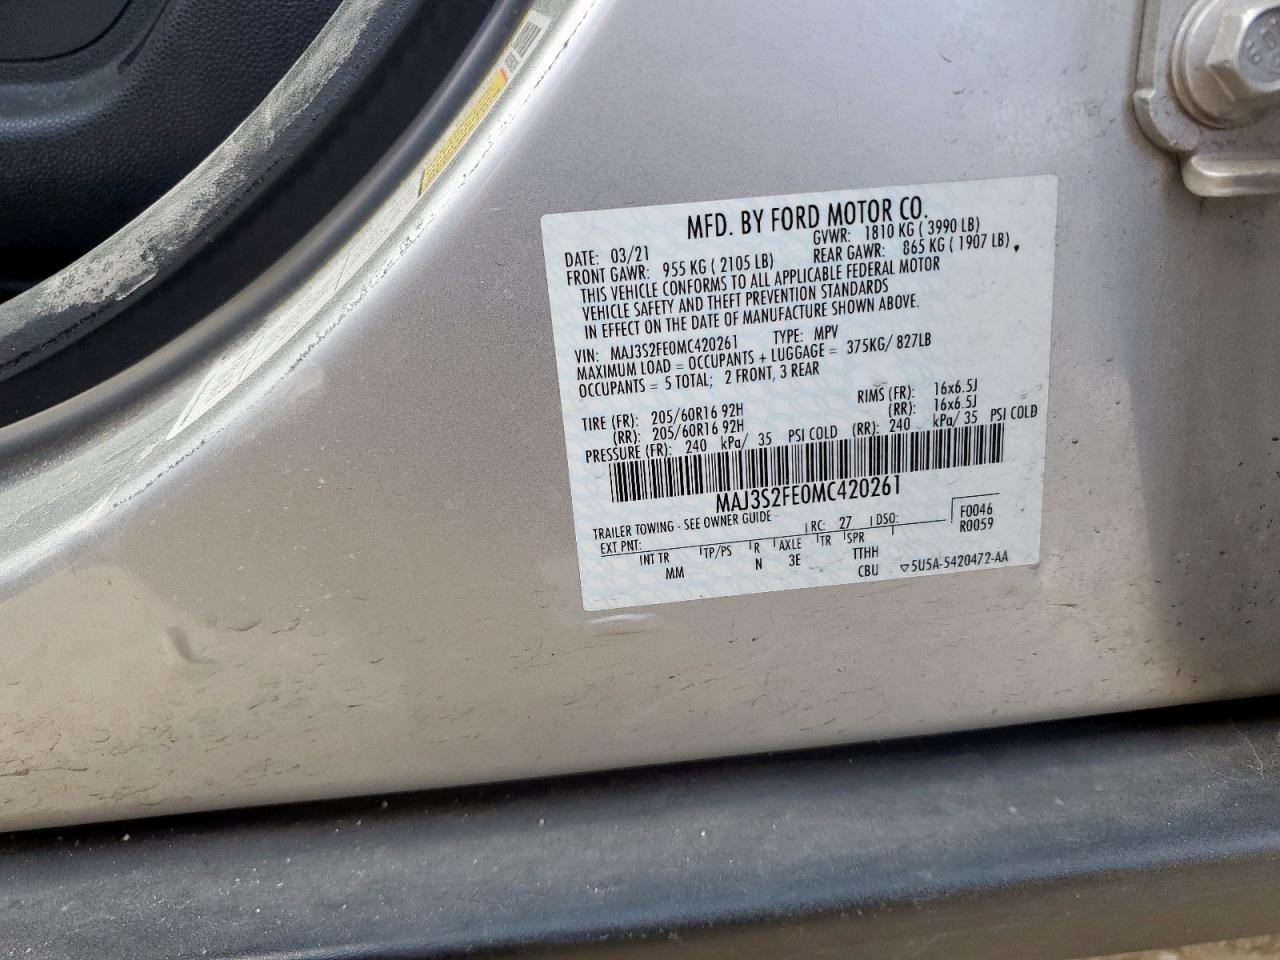 MFD. BY FORD MOTOR CO.
DATE: 03/21 GVWR: 1810 KG ( 3990 LB)
FRONT GAWR: 955 KG ( 2105 LB) REAR GAWR: 865 KG ( 1907 LB)
THIS VEHICLE CONFORMS TO ALL APPLICABLE FEDERAL MOTOR
VEHICLE SAFETY AND THEFT PREVENTION STANDARDS
IN EFFECT ON THE DATE OF MANUFACTURE SHOWN ABOVE.
VIN: MAJ3S2FE0MC420261 TYPE: MPV
MAXIMUM LOAD = OCCUPANTS + LUGGAGE = 375KG/ 827LB
OCCUPANTS = 5 TOTAL; 2 FRONT, 3 REAR
TIRE (FR): 205/60R16 92H RIMS (FR): 16x6.5J
(RR): 205/60R16 92H (RR): 16x6.5J
PRESSURE (FR): 240 kPa/ 35 PSI COLD (RR): 240 kPa/ 35 PSI COLD
MAJ3S2FE0MC420261
TRAILER TOWING - SEE OWNER GUIDE
EXT PNT: RC: 27 DSO: F0046
R0059
INT TR TP/PS R AXLE TR SPR
MM N 3E TTHH
CBU ▽5U5A-5420472-AA